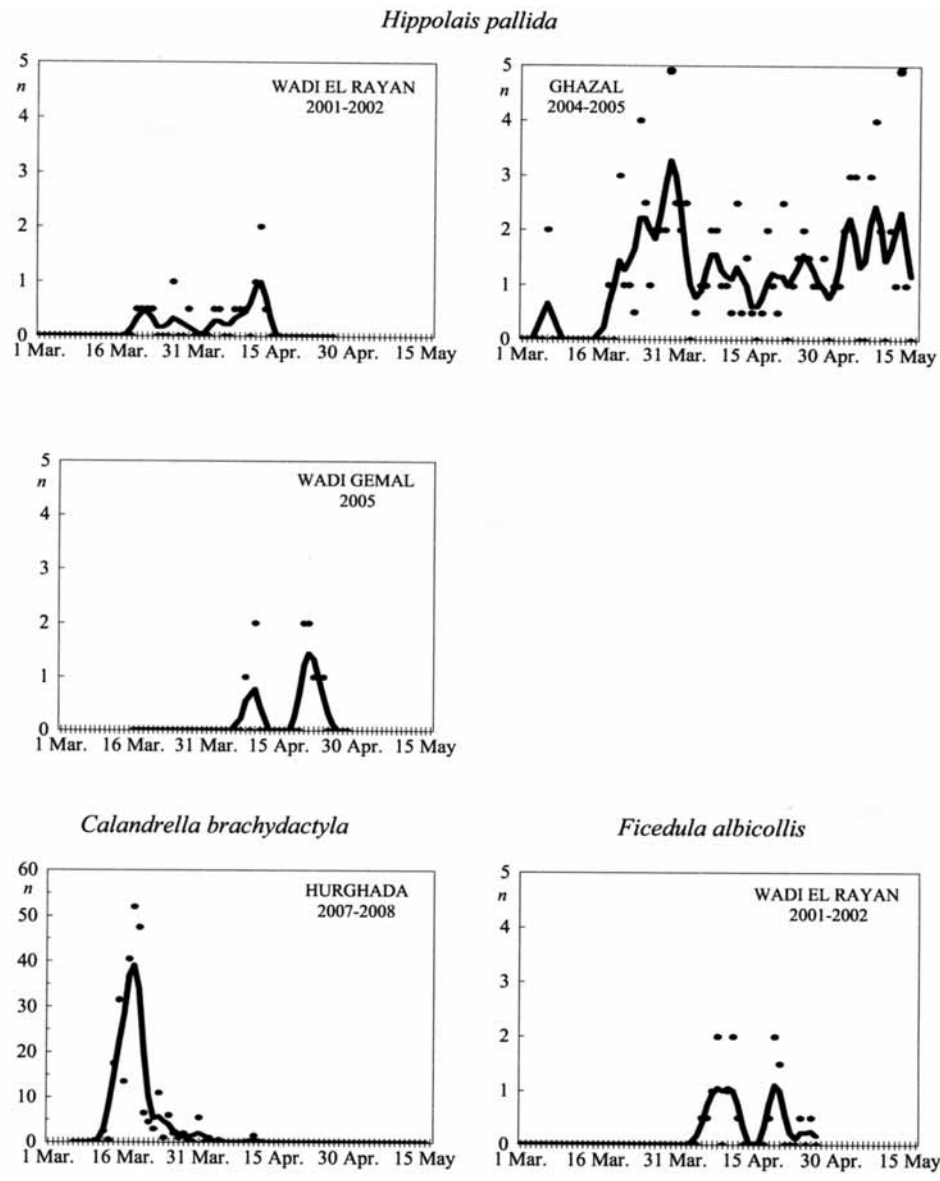 Hippolais pallida
5
n
4
3
2
1
0
WADI EL RAYAN
2001-2002
1 Mar. 16 Mar. 31 Mar. 15 Apr. 30 Apr. 15 May
5
n
4
3
2
1
0
GHAZAL
2004-2005
1 Mar. 16 Mar. 31 Mar. 15 Apr. 30 Apr. 15 May
5
n
4
3
2
1
0
WADI GEMAL
2005
1 Mar. 16 Mar. 31 Mar. 15 Apr. 30 Apr. 15 May
Calandrella brachydactyla
60
n
50
40
30
20
10
0
HURGHADA
2007-2008
1 Mar. 16 Mar. 31 Mar. 15 Apr. 30 Apr. 15 May
Ficedula albicollis
5
n
4
3
2
1
0
WADI EL RAYAN
2001-2002
1 Mar. 16 Mar. 31 Mar. 15 Apr. 30 Apr. 15 May